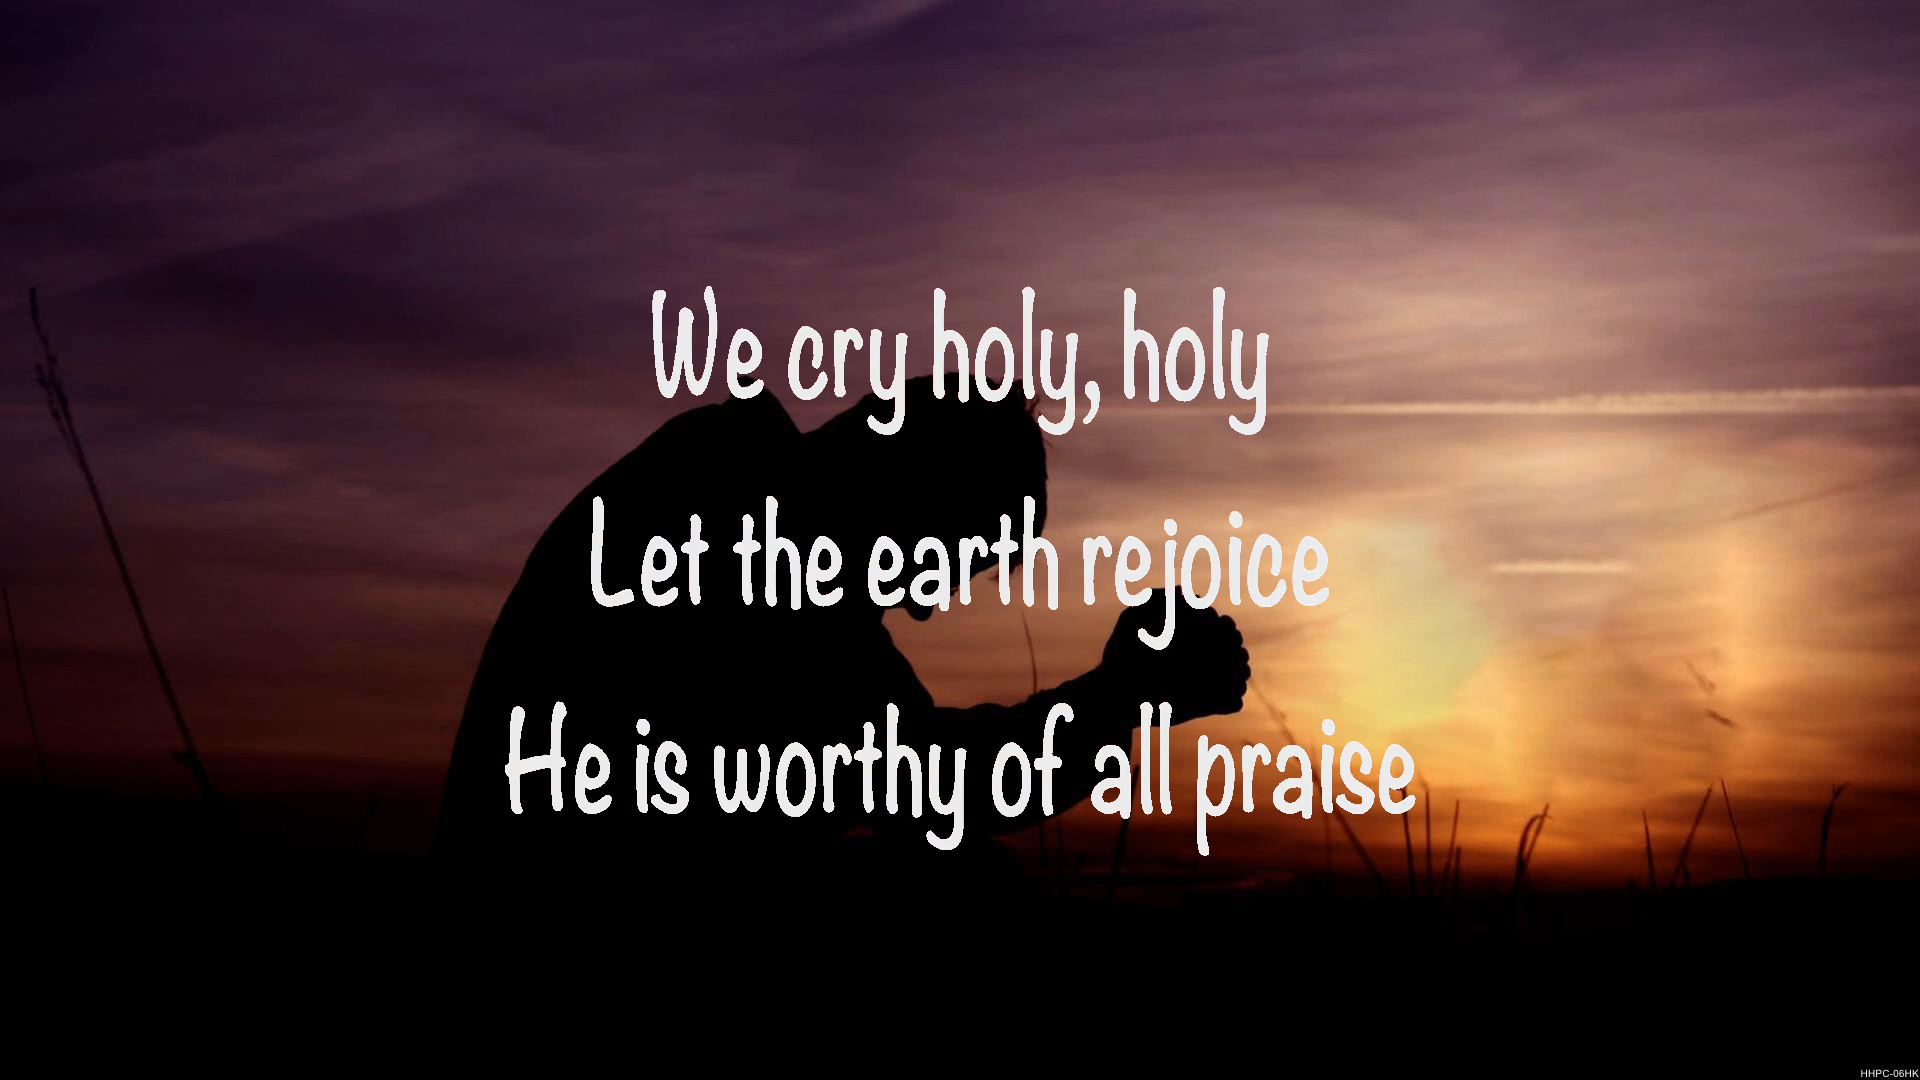 We cry holy, holy
Let the earth rejoice
He is worthy of all praise
HHPC-06HK